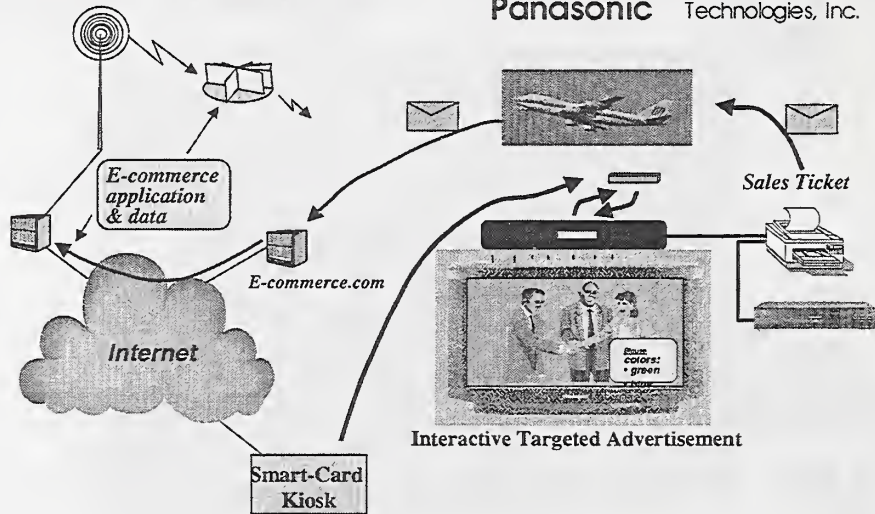 Panasonic Technologies, Inc.
E-commerce
application
& data
Sales Ticket
E-commerce.com
Internet
colors:
• green
Interactive Targeted Advertisement
Smart-Card
Kiosk